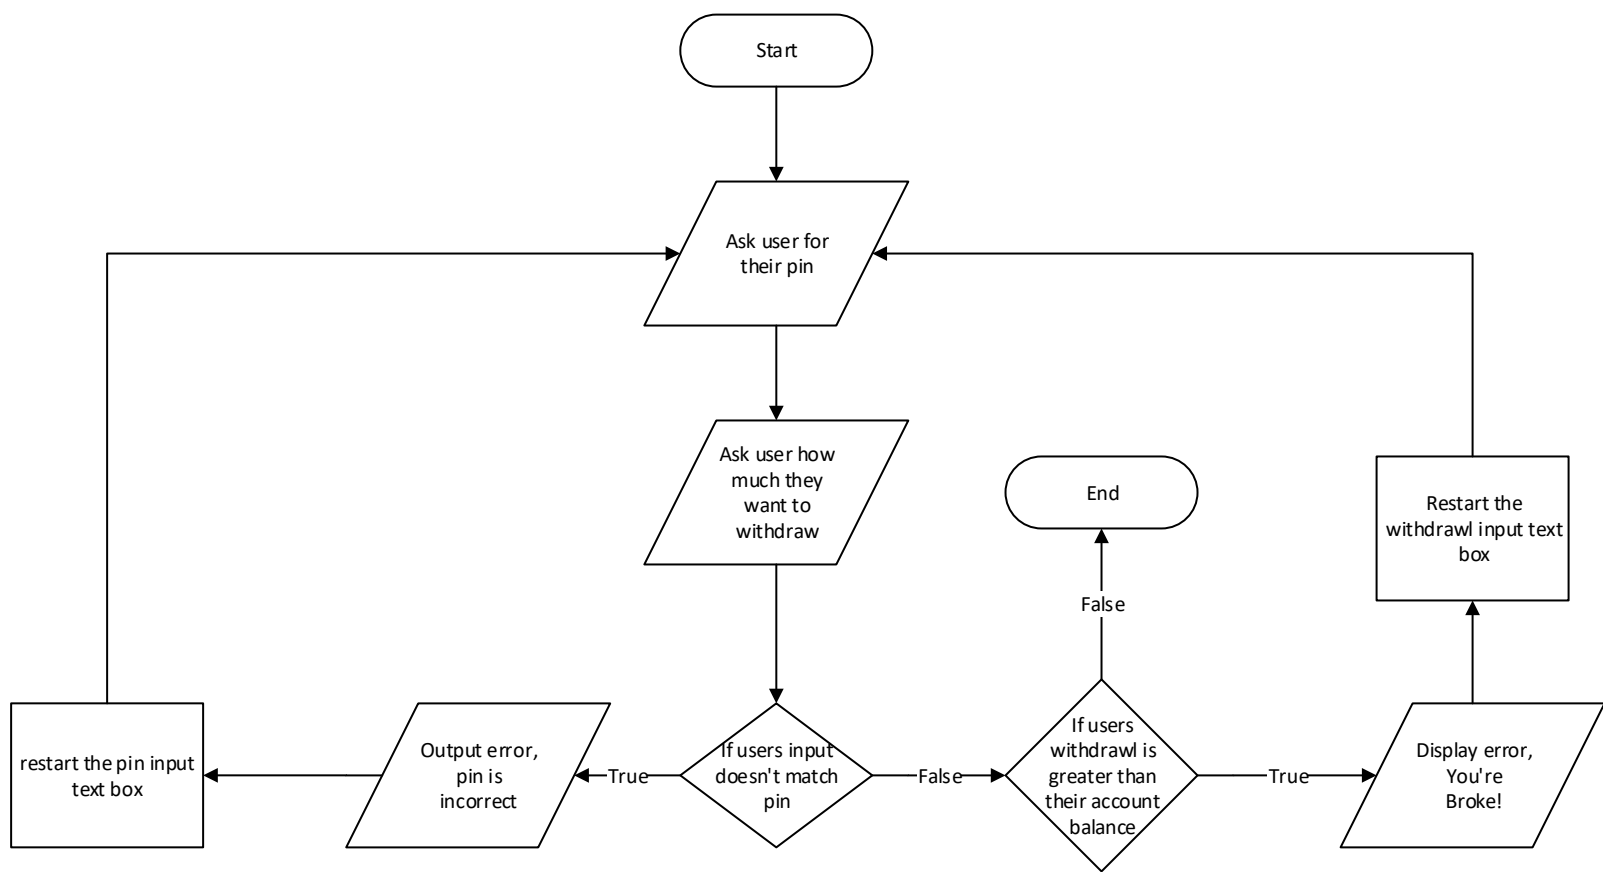 Start
Ask user for
their pin
Ask user how
much they
want to
withdraw
End
Restart the
withdrawl input text
box
False
restart the pin input
text box
Output error,
pin is
incorrect
True
If users input
doesn't match
pin
False
If users
withdrawl is
greater than
their account
balance
True
Display error,
You're
Broke!